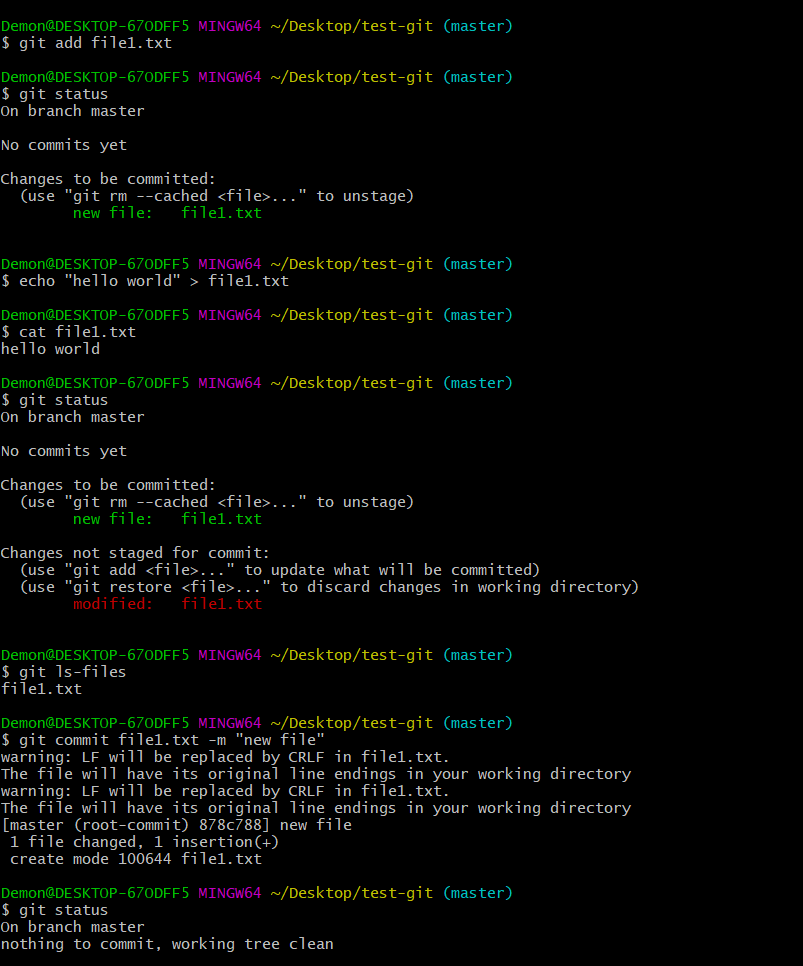 Demon@DESKTOP-67ODFF5 MINGW64 ~/Desktop/test-git (master)
$ git add file1.txt
Demon@DESKTOP-67ODFF5 MINGW64 ~/Desktop/test-git (master)
$ git status
On branch master
No commits yet
Changes to be committed:
  (use "git rm --cached <file>..." to unstage)
        new file:   file1.txt
Demon@DESKTOP-67ODFF5 MINGW64 ~/Desktop/test-git (master)
$ echo "hello world" > file1.txt
Demon@DESKTOP-67ODFF5 MINGW64 ~/Desktop/test-git (master)
$ cat file1.txt
hello world
Demon@DESKTOP-67ODFF5 MINGW64 ~/Desktop/test-git (master)
$ git status
On branch master
No commits yet
Changes to be committed:
  (use "git rm --cached <file>..." to unstage)
        new file:   file1.txt
Changes not staged for commit:
  (use "git add <file>..." to update what will be committed)
  (use "git restore <file>..." to discard changes in working directory)
        modified:   file1.txt
Demon@DESKTOP-67ODFF5 MINGW64 ~/Desktop/test-git (master)
$ git ls-files
file1.txt
Demon@DESKTOP-67ODFF5 MINGW64 ~/Desktop/test-git (master)
$ git commit file1.txt -m "new file"
warning: LF will be replaced by CRLF in file1.txt.
The file will have its original line endings in your working directory
warning: LF will be replaced by CRLF in file1.txt.
The file will have its original line endings in your working directory
[master (root-commit) 878c788] new file
 1 file changed, 1 insertion(+)
 create mode 100644 file1.txt
Demon@DESKTOP-67ODFF5 MINGW64 ~/Desktop/test-git (master)
$ git status
On branch master
nothing to commit, working tree clean